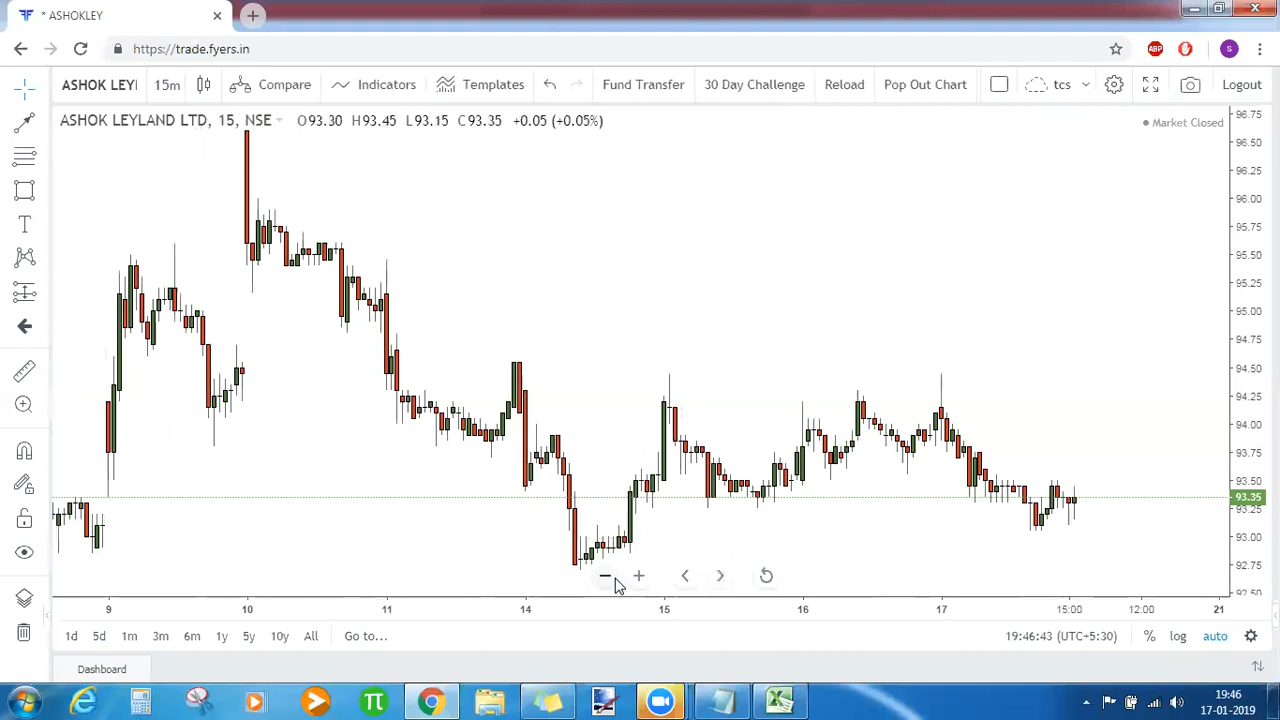 * ASHOKLEY
https://trade.fyers.in
ABP
S
ASHOK LEYI
15m
Compare
Indicators
Templates
Fund Transfer
30 Day Challenge
Reload
Pop Out Chart
tcs
Logout
ASHOK LEYLAND LTD, 15, NSE
O93.30 H93.45 L93.15 C93.35 +0.05 (+0.05%)
Market Closed
96.75
96.50
96.25
96.00
95.75
95.50
95.25
95.00
94.75
94.50
94.25
94.00
93.75
93.50
93.35
93.25
93.00
92.75
92.50
9 10 11 14 15 16 17 15:00 12:00 21
1d 5d 1m 3m 6m 1y 5y 10y All Go to...
19:46:43 (UTC+5:30) % log auto
Dashboard
π
19:46
17-01-2019